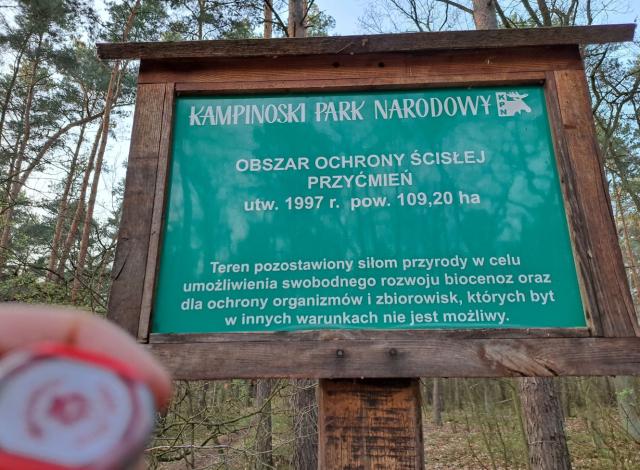 KAMPINOSKI PARK NARODOWY KPN
OBSZAR OCHRONY ŚCISŁEJ
PRZYĆMIEŃ
utw. 1997 r. pow. 109,20 ha
Teren pozostawiony siłom przyrody w celu
umożliwienia swobodnego rozwoju biocenoz oraz
dla ochrony organizmów i zbiorowisk, których byt
w innych warunkach nie jest możliwy.